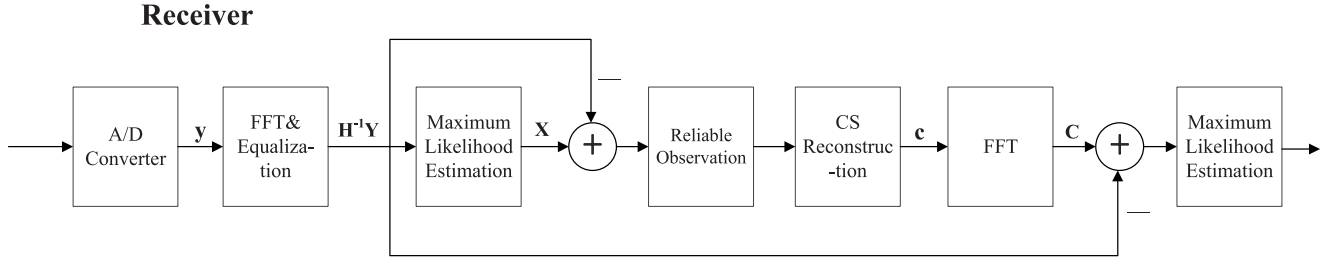 Receiver
A/D
Converter
y
FFT&
Equaliza-
tion
H⁻¹Y
Maximum
Likelihood
Estimation
X
+
—
Reliable
Observation
CS
Reconstruc
-tion
c
FFT
C
+
—
Maximum
Likelihood
Estimation